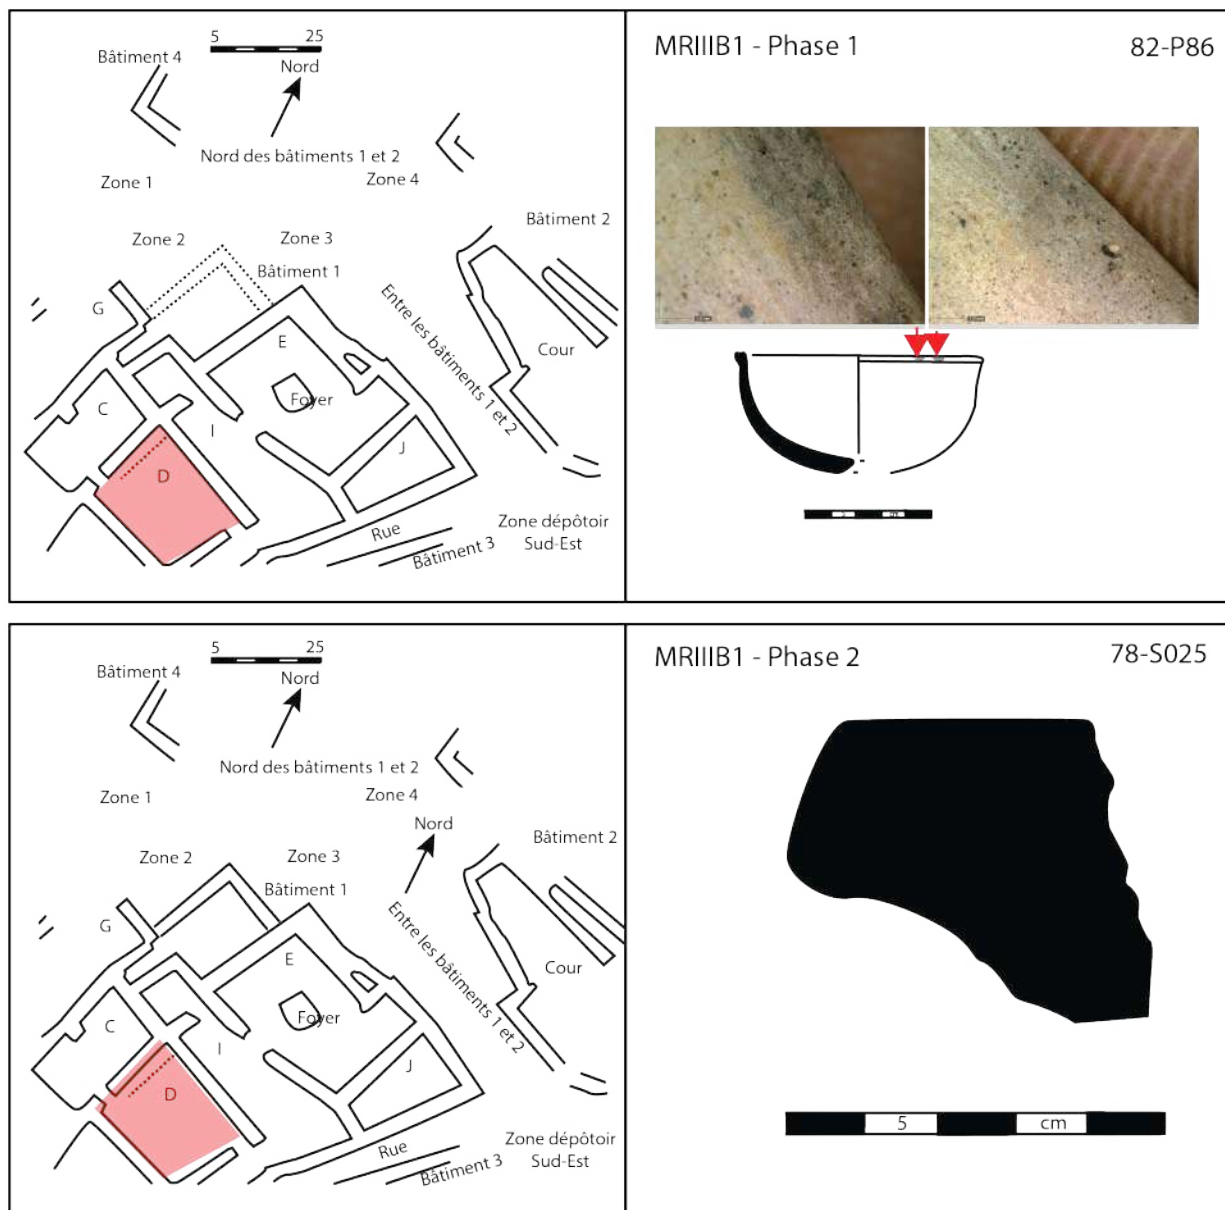 5 25
Bâtiment 4
Nord
Nord des bâtiments 1 et 2
Zone 1
Zone 4
Zone 2
Zone 3
Bâtiment 2
Bâtiment 1
G
E
Entre les bâtiments 1 et 2
Cour
Foyer
C
I
J
D
Rue
Zone dépôtoir
Sud-Est
Bâtiment 3
MRIIIB1 - Phase 1
82-P86
cm
5 25
Bâtiment 4
Nord
Nord des bâtiments 1 et 2
Zone 1
Zone 4
Nord
Zone 2
Zone 3
Bâtiment 2
Bâtiment 1
G
E
Entre les bâtiments 1 et 2
Cour
Foyer
C
I
J
D
Rue
Zone dépôtoir
Sud-Est
Bâtiment 3
MRIIIB1 - Phase 2
78-S025
5 cm